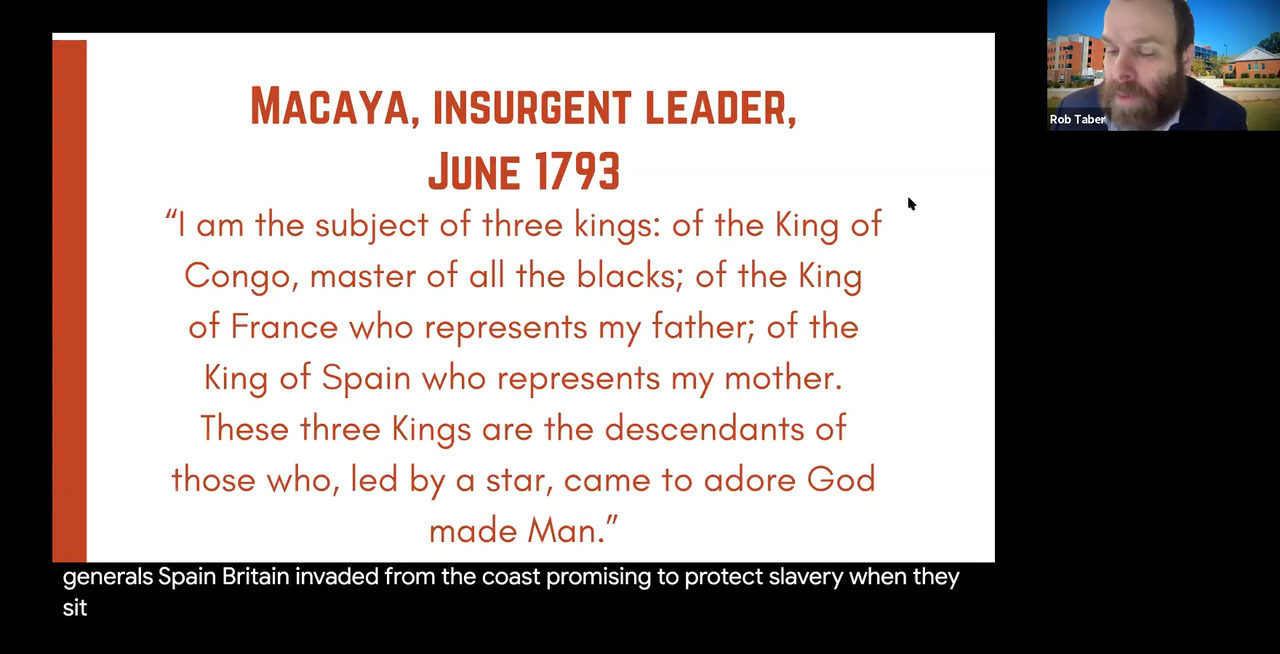 MACAYA, INSURGENT LEADER,
JUNE 1793
“I am the subject of three kings: of the King of
Congo, master of all the blacks; of the King
of France who represents my father; of the
King of Spain who represents my mother.
These three Kings are the descendants of
those who, led by a star, came to adore God
made Man.”
generals Spain Britain invaded from the coast promising to protect slavery when they
sit
Rob Taber